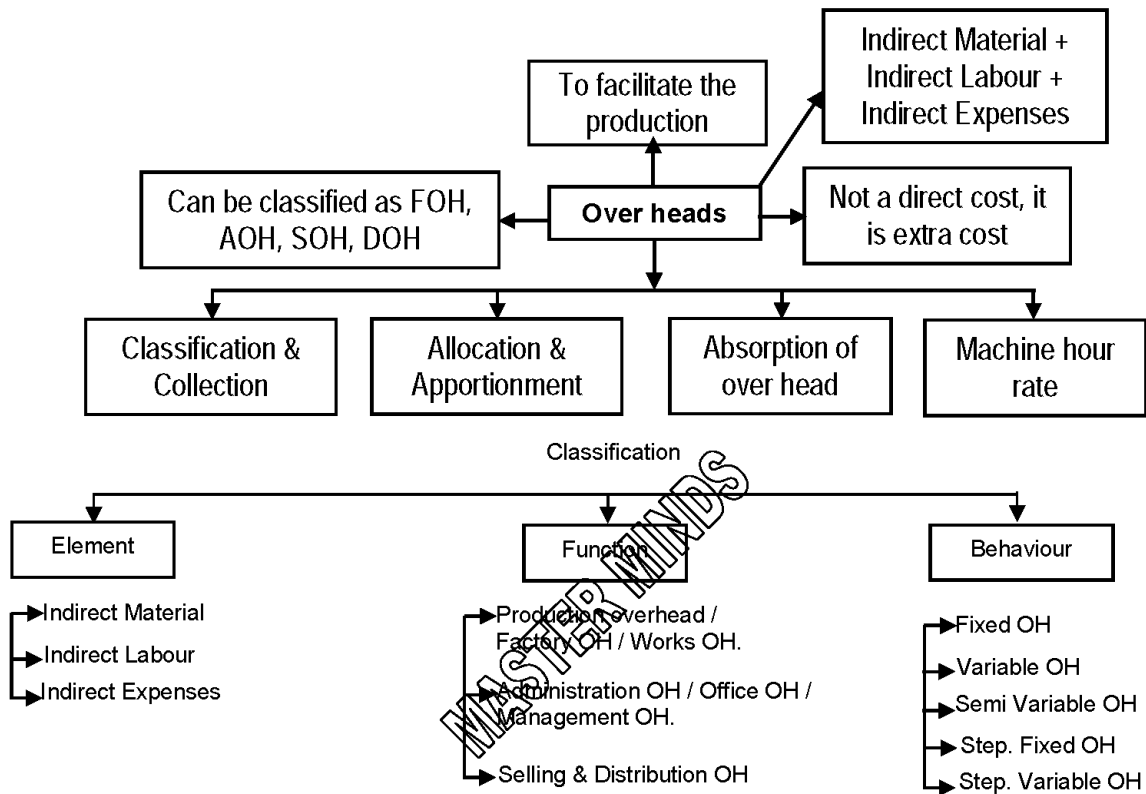 To facilitate the
production
Indirect Material +
Indirect Labour +
Indirect Expenses
Can be classified as FOH,
AOH, SOH, DOH
Over heads
Not a direct cost, it
is extra cost
Classification &
Collection
Allocation &
Apportionment
Absorption of
over head
Machine hour
rate
Classification
Element
Function
Behaviour
Indirect Material
Indirect Labour
Indirect Expenses
Production overhead /
Factory OH / Works OH.
Administration OH / Office OH /
Management OH.
Selling & Distribution OH
Fixed OH
Variable OH
Semi Variable OH
Step. Fixed OH
Step. Variable OH
MASTER MINDS